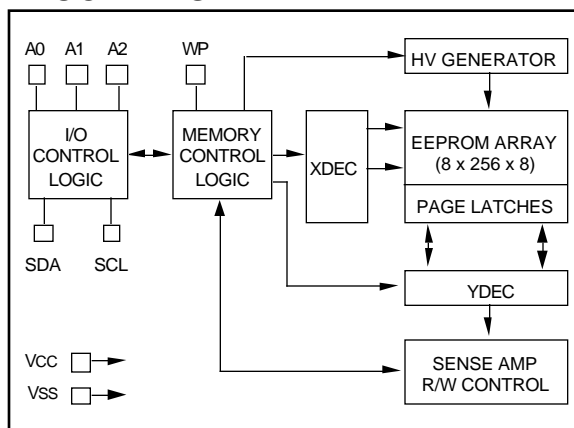 A0 A1 A2 WP
HV GENERATOR
I/O
CONTROL
LOGIC
MEMORY
CONTROL
LOGIC
XDEC
EEPROM ARRAY
(8 x 256 x 8)
PAGE LATCHES
SDA SCL
YDEC
SENSE AMP
R/W CONTROL
VCC
VSS